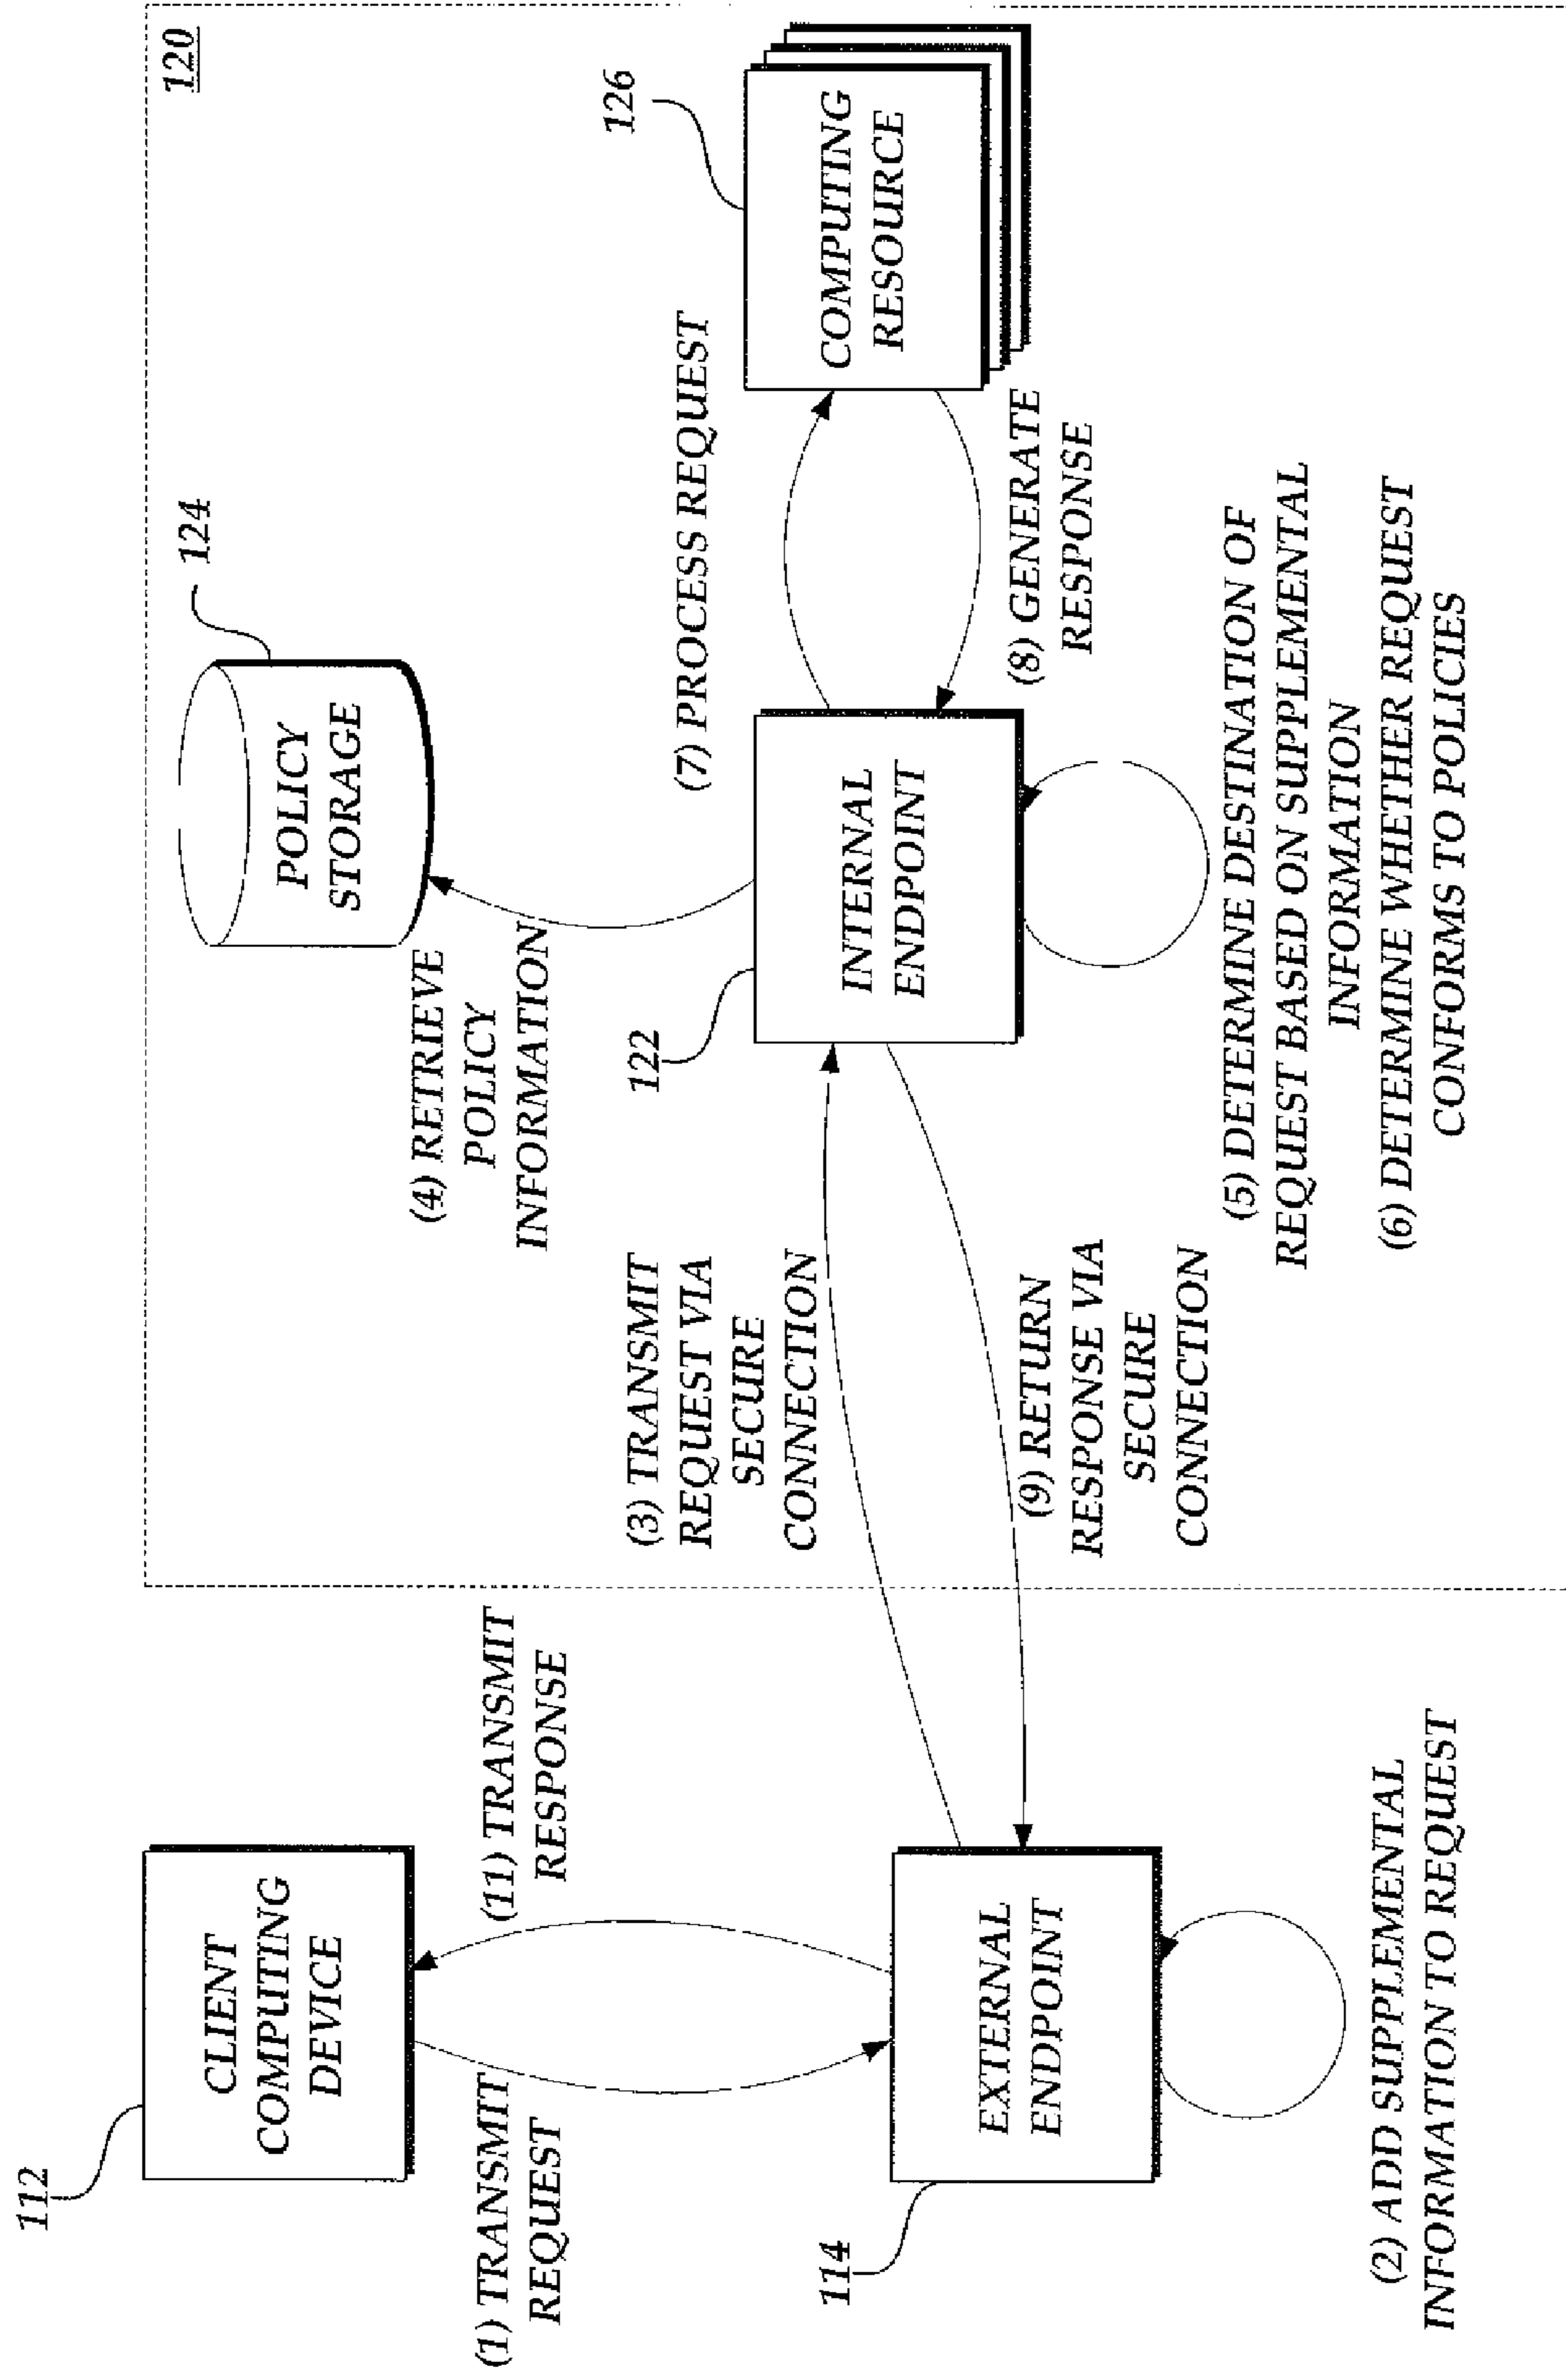 120
112
CLIENT
COMPUTING
DEVICE
(1) TRANSMIT
REQUEST
(11) TRANSMIT
RESPONSE
114
EXTERNAL
ENDPOINT
(2) ADD SUPPLEMENTAL
INFORMATION TO REQUEST
(3) TRANSMIT
REQUEST VIA
SECURE
CONNECTION
(9) RETURN
RESPONSE VIA
SECURE
CONNECTION
124
POLICY
STORAGE
(4) RETRIEVE
POLICY
INFORMATION
122
INTERNAL
ENDPOINT
(5) DETERMINE DESTINATION OF
REQUEST BASED ON SUPPLEMENTAL
INFORMATION
(6) DETERMINE WHETHER REQUEST
CONFORMS TO POLICIES
(7) PROCESS REQUEST
(8) GENERATE
RESPONSE
126
COMPUTING
RESOURCE